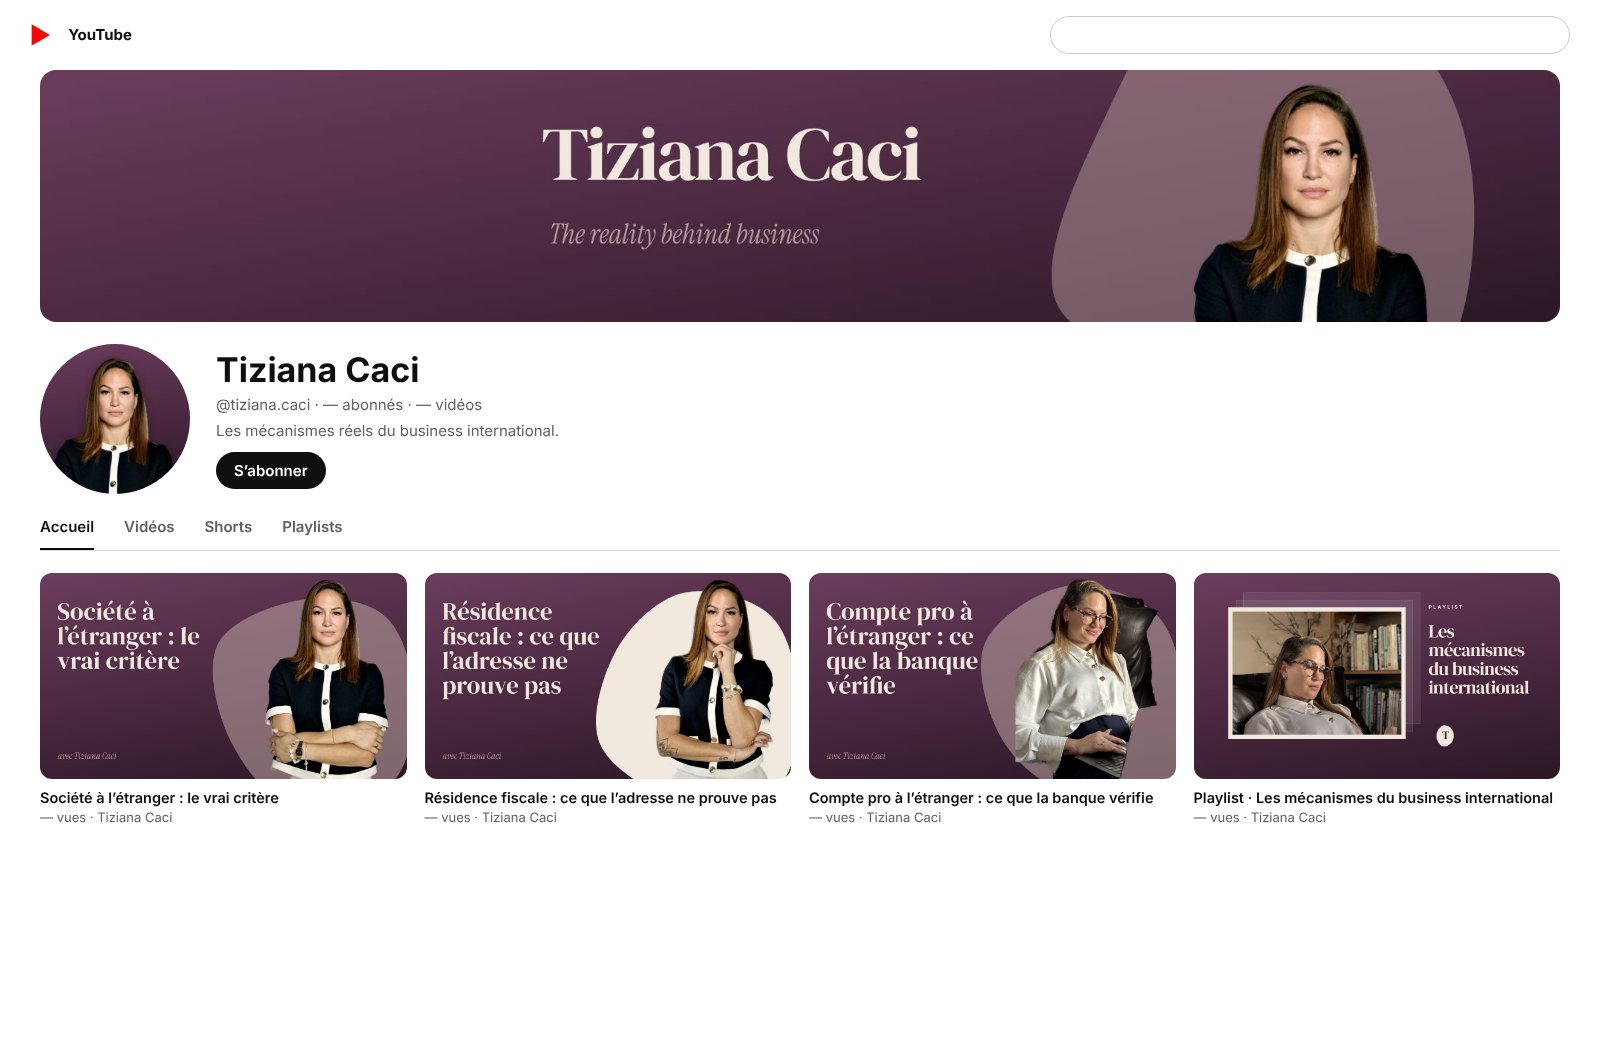 YouTube
Tiziana Caci
The reality behind business
Tiziana Caci
@tiziana.caci · — abonnés · — vidéos
Les mécanismes réels du business international.
S’abonner
Accueil Vidéos Shorts Playlists
Société à
l’étranger : le
vrai critère
avec Tiziana Caci
Résidence
fiscale : ce que
l’adresse ne
prouve pas
avec Tiziana Caci
Compte pro à
l’étranger : ce
que la banque
vérifie
avec Tiziana Caci
PLAYLIST
Les
mécanismes
du business
international
T
Société à l’étranger : le vrai critère
— vues · Tiziana Caci
Résidence fiscale : ce que l’adresse ne prouve pas
— vues · Tiziana Caci
Compte pro à l’étranger : ce que la banque vérifie
— vues · Tiziana Caci
Playlist · Les mécanismes du business international
— vues · Tiziana Caci